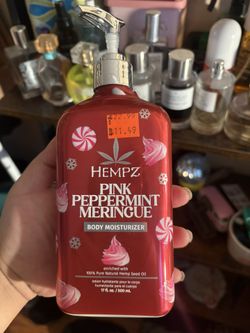 $11.49
HEMPZ
PINK
PEPPERMINT
MERINGUE
BODY MOISTURIZER
enriched with
100% Pure Natural Hemp Seed Oil
17 fl. oz / 500 mL